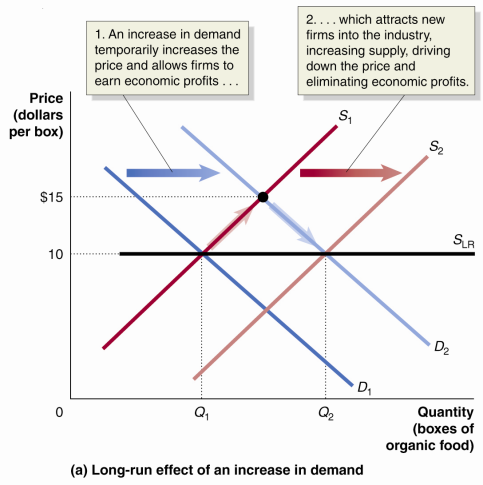 1. An increase in demand
temporarily increases the
price and allows firms to
earn economic profits . . .
2. . . . which attracts new
firms into the industry,
increasing supply, driving
down the price and
eliminating economic profits.
Price
(dollars
per box)
S1
S2
$15
10
SLR
D2
D1
0
Q1
Q2
Quantity
(boxes of
organic food)
(a) Long-run effect of an increase in demand